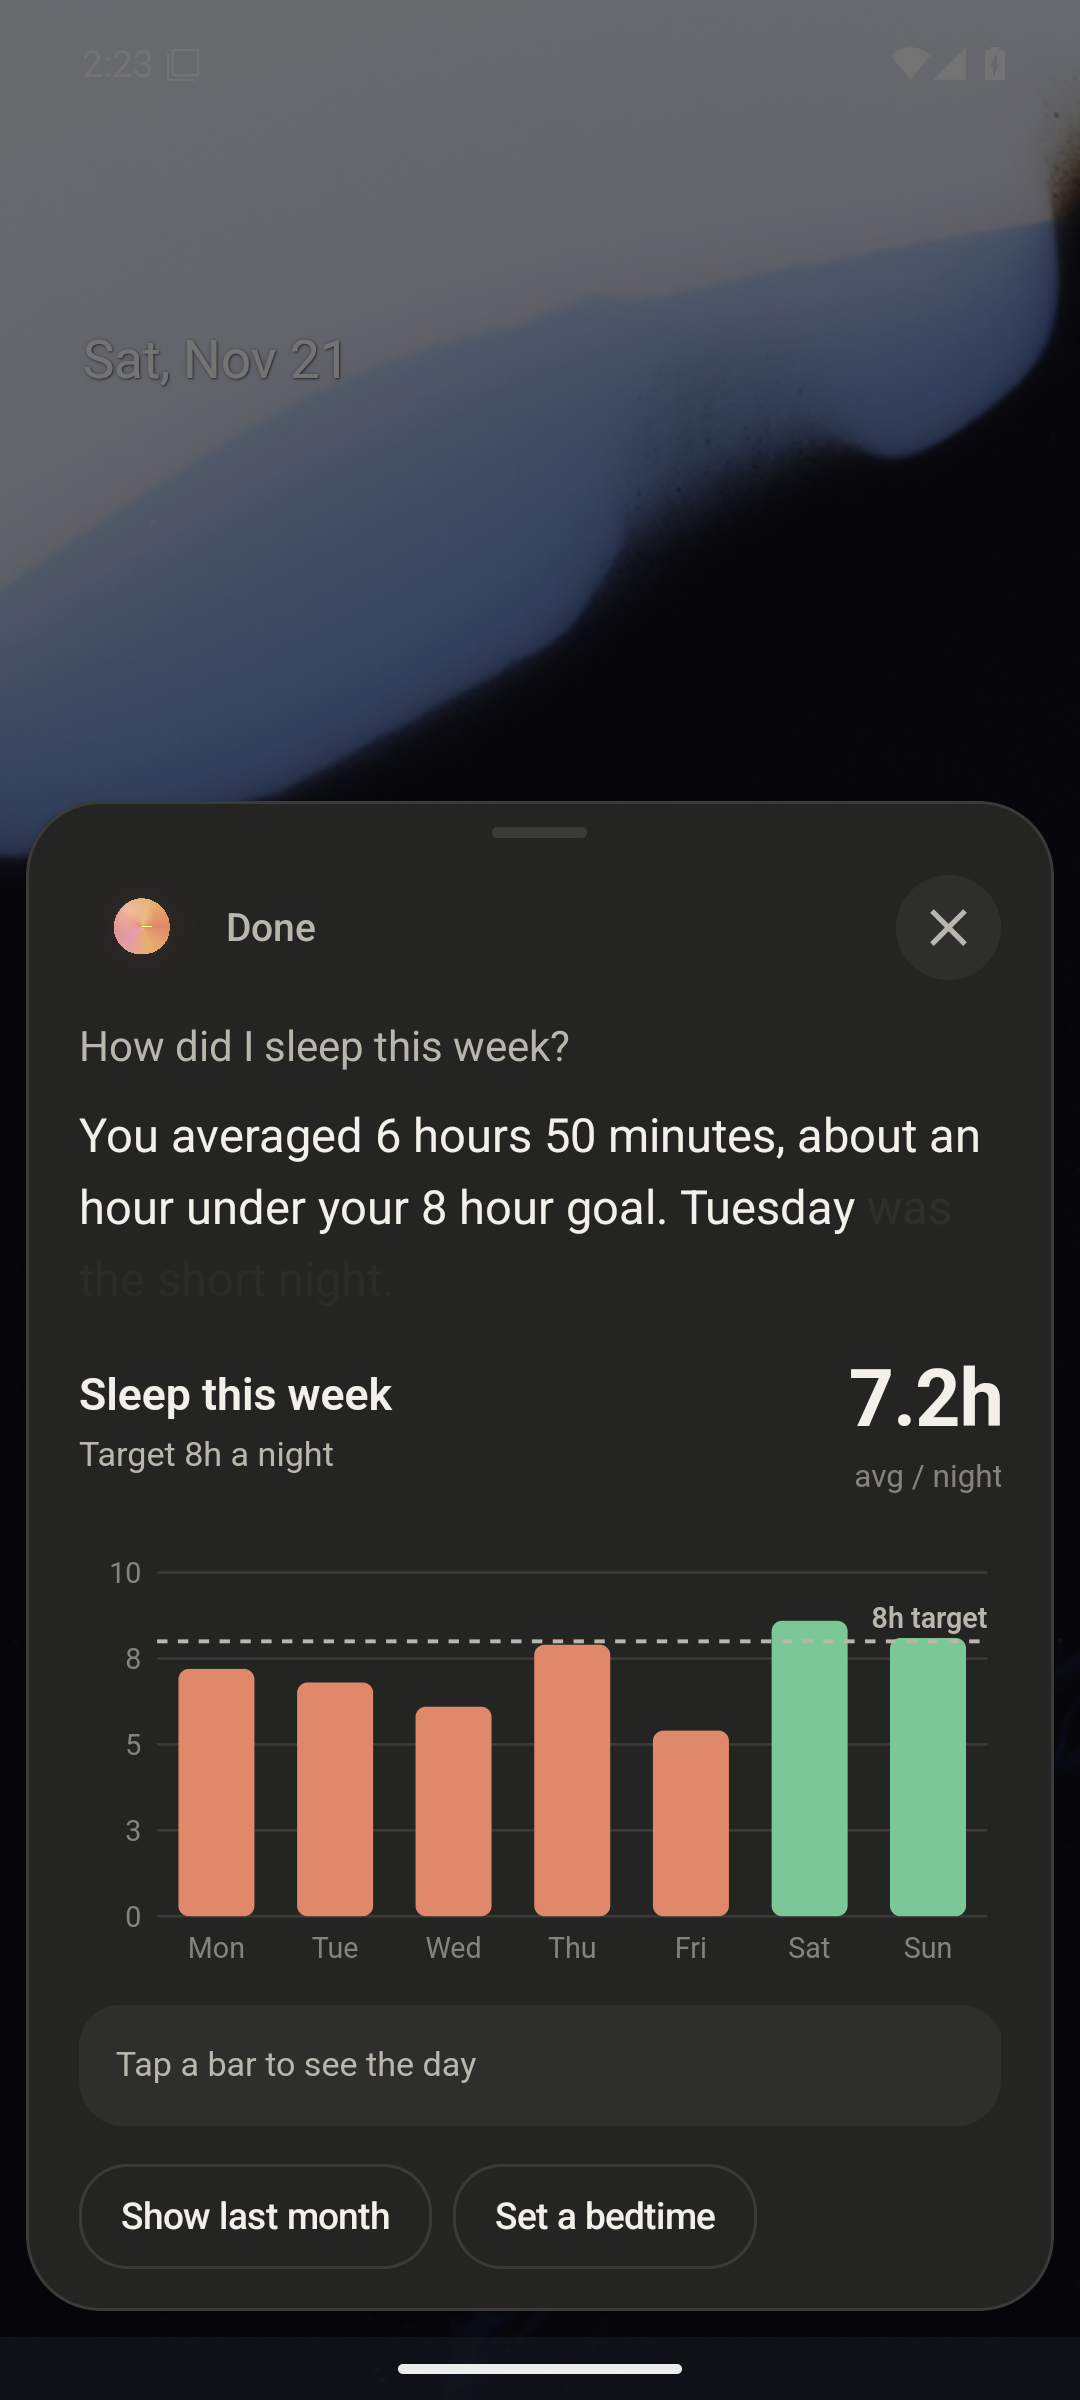 2:23
Sat, Nov 21
Done
How did I sleep this week?
You averaged 6 hours 50 minutes, about an
hour under your 8 hour goal. Tuesday was
the short night.
Sleep this week
Target 8h a night
7.2h
avg / night
10
8h target
8
5
3
0
Mon Tue Wed Thu Fri Sat Sun
Tap a bar to see the day
Show last month Set a bedtime